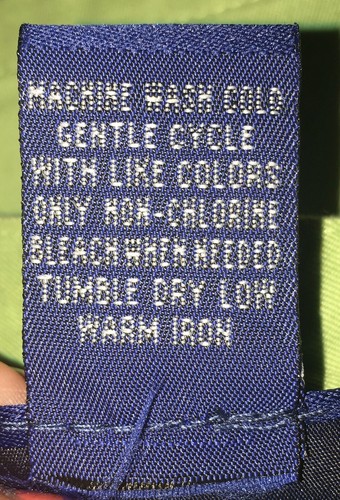 MACHINE WASH COLD
GENTLE CYCLE
WITH LIKE COLORS
ONLY NON-CHLORINE
BLEACH WHEN NEEDED
TUMBLE DRY LOW
WARM IRON